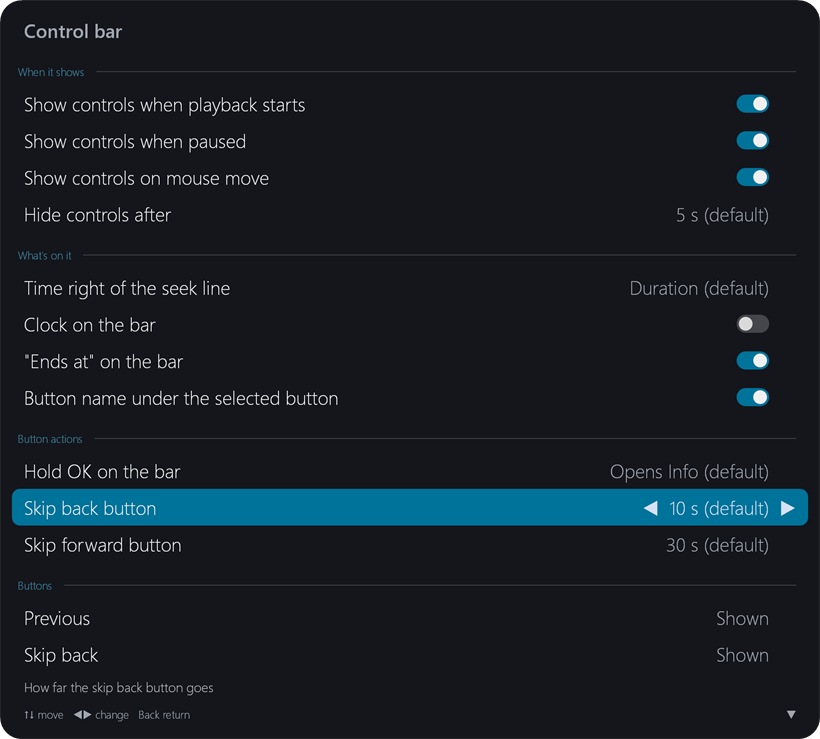 Control bar
When it shows
Show controls when playback starts
Show controls when paused
Show controls on mouse move
Hide controls after 5 s (default)
What's on it
Time right of the seek line Duration (default)
Clock on the bar
"Ends at" on the bar
Button name under the selected button
Button actions
Hold OK on the bar Opens Info (default)
Skip back button ◀ 10 s (default) ▶
Skip forward button 30 s (default)
Buttons
Previous Shown
Skip back Shown
How far the skip back button goes
↑↓ move ◀▶ change Back return ▼